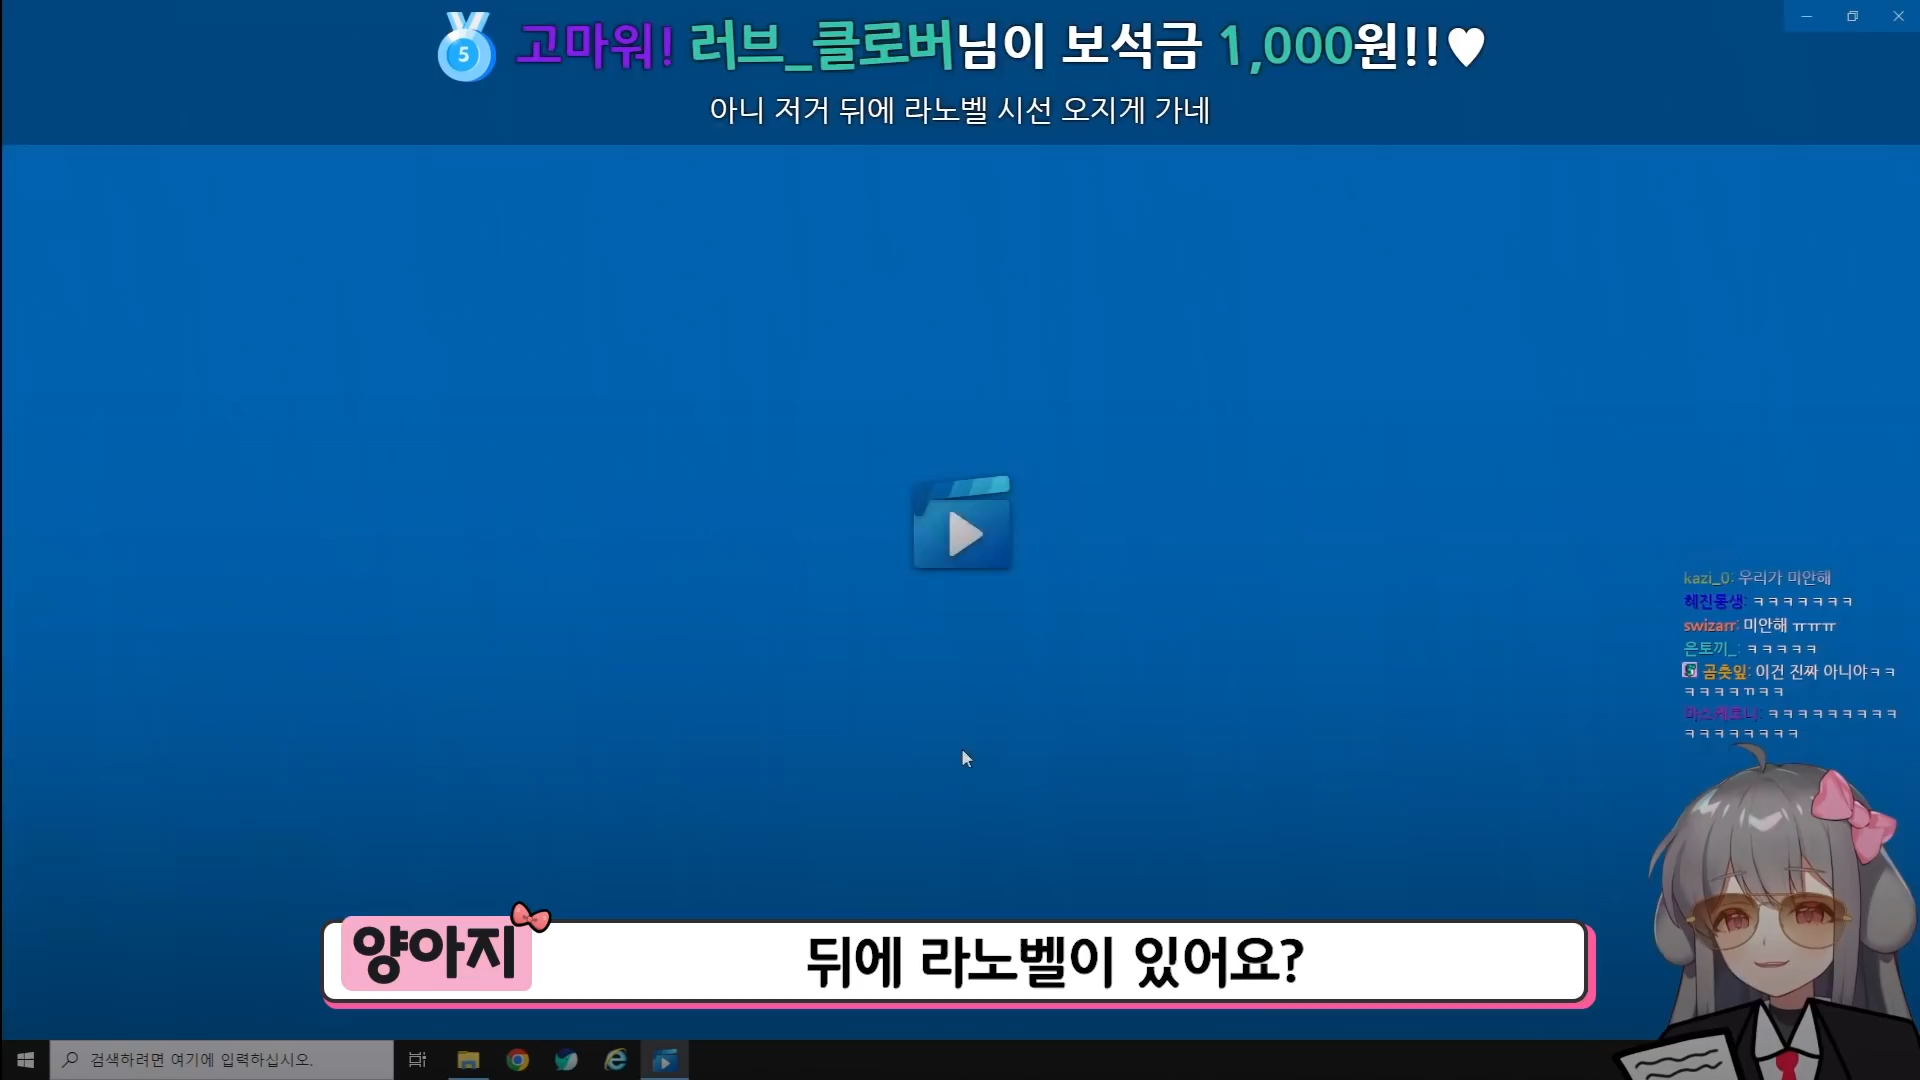 5
고마워! 러브_클로버님이 보석금 1,000원!!♥
아니 저거 뒤에 라노벨 시선 오지게 가네
kazi_0: 우리가 미안해
혜진동생: ㅋㅋㅋㅋㅋㅋㅋ
swizarr: 미안해 ㅠㅠㅠ
은토끼_: ㅋㅋㅋㅋㅋ
곰춧잎: 이건 진짜 아니야ㅋㅋ
ㅋㅋㅋㅋㄲㅋㅋ
ㅋㅋㅋㅋㅋㅋㅋㅋㅋ
ㅋㅋㅋㅋㅋㅋㅋㅋ
양아지
뒤에 라노벨이 있어요?
검색하려면 여기에 입력하십시오.